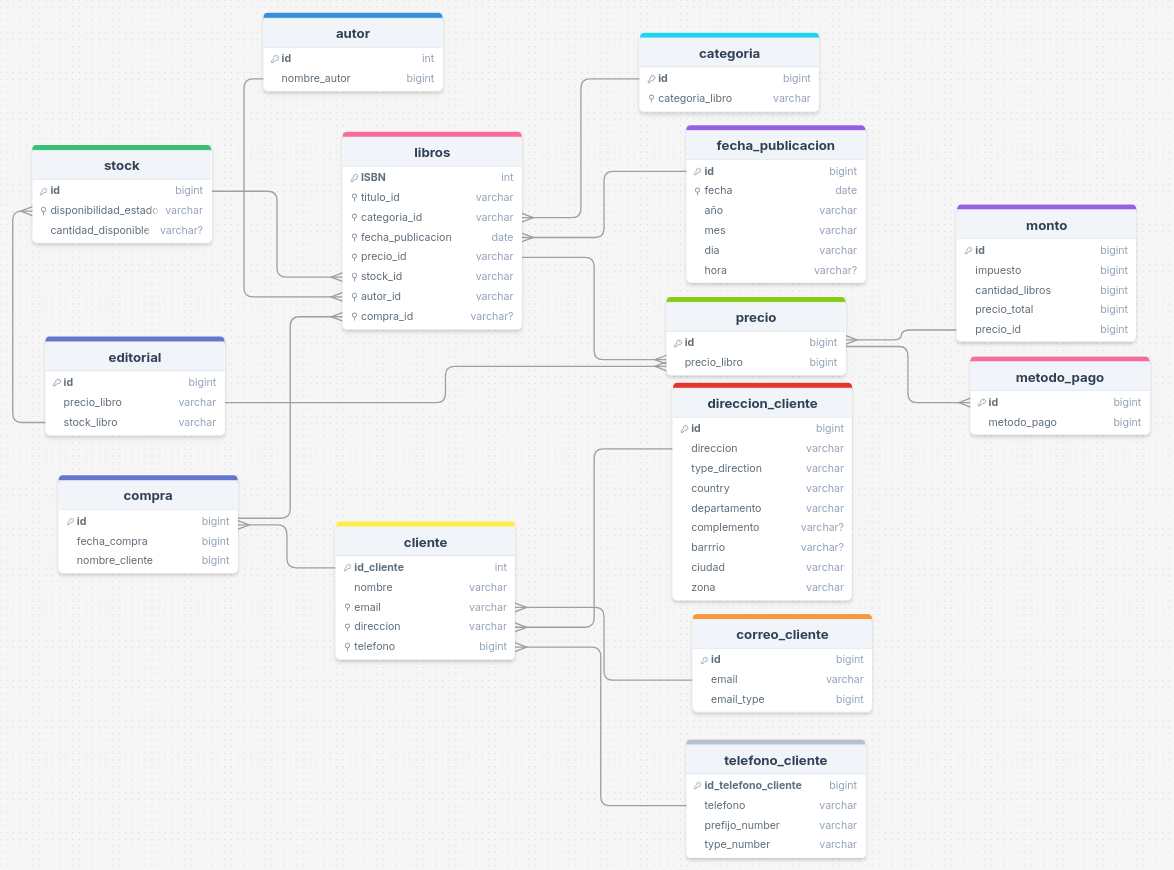 autor
id int
nombre_autor bigint
categoria
id bigint
categoria_libro varchar
stock
id bigint
disponibilidad_estado varchar
cantidad_disponible varchar?
libros
ISBN int
titulo_id varchar
categoria_id varchar
fecha_publicacion date
precio_id varchar
stock_id varchar
autor_id varchar
compra_id varchar?
fecha_publicacion
id bigint
fecha date
año varchar
mes varchar
dia varchar
hora varchar?
monto
id bigint
impuesto bigint
cantidad_libros bigint
precio_total bigint
precio_id bigint
precio
id bigint
precio_libro bigint
editorial
id bigint
precio_libro varchar
stock_libro varchar
metodo_pago
id bigint
metodo_pago bigint
direccion_cliente
id bigint
direccion varchar
type_direction varchar
country varchar
departamento varchar
complemento varchar?
barrrio varchar?
ciudad varchar
zona varchar
compra
id bigint
fecha_compra bigint
nombre_cliente bigint
cliente
id_cliente int
nombre varchar
email varchar
direccion varchar
telefono bigint
correo_cliente
id bigint
email varchar
email_type bigint
telefono_cliente
id_telefono_cliente bigint
telefono varchar
prefijo_number varchar
type_number varchar